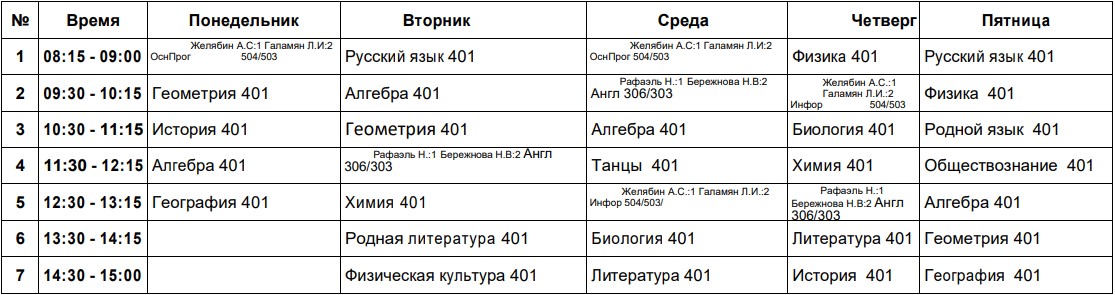 № Время Понедельник Вторник Среда Четверг Пятница
1 08:15 - 09:00 Желябин А.С:1 Галамян Л.И:2 ОснПрог 504/503 Русский язык 401 Желябин А.С.:1 Галамян Л.И.:2 ОснПрог 504/503 Физика 401 Русский язык 401
2 09:30 - 10:15 Геометрия 401 Алгебра 401 Рафаэль Н.:1 Бережнова Н.В:2 Англ 306/303 Желябин А.С.:1 Галамян Л.И.:2 Инфор 504/503 Физика 401
3 10:30 - 11:15 История 401 Геометрия 401 Алгебра 401 Биология 401 Родной язык 401
4 11:30 - 12:15 Алгебра 401 Рафаэль Н.:1 Бережнова Н.В:2 Англ 306/303 Танцы 401 Химия 401 Обществознание 401
5 12:30 - 13:15 География 401 Химия 401 Желябин А.С.:1 Галамян Л.И.:2 Инфор 504/503/ Рафаэль Н.:1 Бережнова Н.В:2 Англ 306/303 Алгебра 401
6 13:30 - 14:15 Родная литература 401 Биология 401 Литература 401 Геометрия 401
7 14:30 - 15:00 Физическая культура 401 Литература 401 История 401 География 401